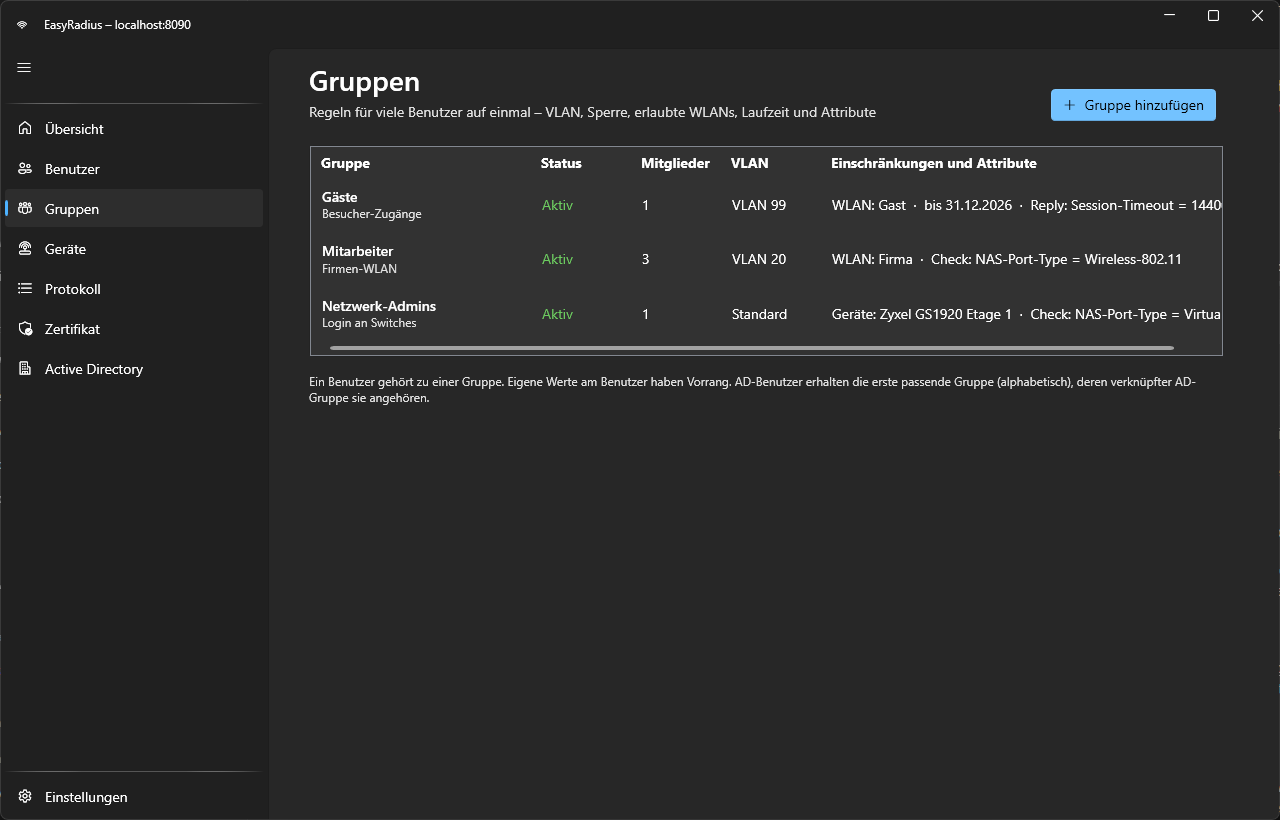 EasyRadius – localhost:8090
Übersicht
Benutzer
Gruppen
Geräte
Protokoll
Zertifikat
Active Directory
Einstellungen
Gruppen
Regeln für viele Benutzer auf einmal – VLAN, Sperre, erlaubte WLANs, Laufzeit und Attribute
Gruppe hinzufügen
Gruppe Status Mitglieder VLAN Einschränkungen und Attribute
Gäste
Besucher-Zugänge
Aktiv 1 VLAN 99 WLAN: Gast · bis 31.12.2026 · Reply: Session-Timeout = 1440
Mitarbeiter
Firmen-WLAN
Aktiv 3 VLAN 20 WLAN: Firma · Check: NAS-Port-Type = Wireless-802.11
Netzwerk-Admins
Login an Switches
Aktiv 1 Standard Geräte: Zyxel GS1920 Etage 1 · Check: NAS-Port-Type = Virtua
Ein Benutzer gehört zu einer Gruppe. Eigene Werte am Benutzer haben Vorrang. AD-Benutzer erhalten die erste passende Gruppe (alphabetisch), deren verknüpfter AD-
Gruppe sie angehören.